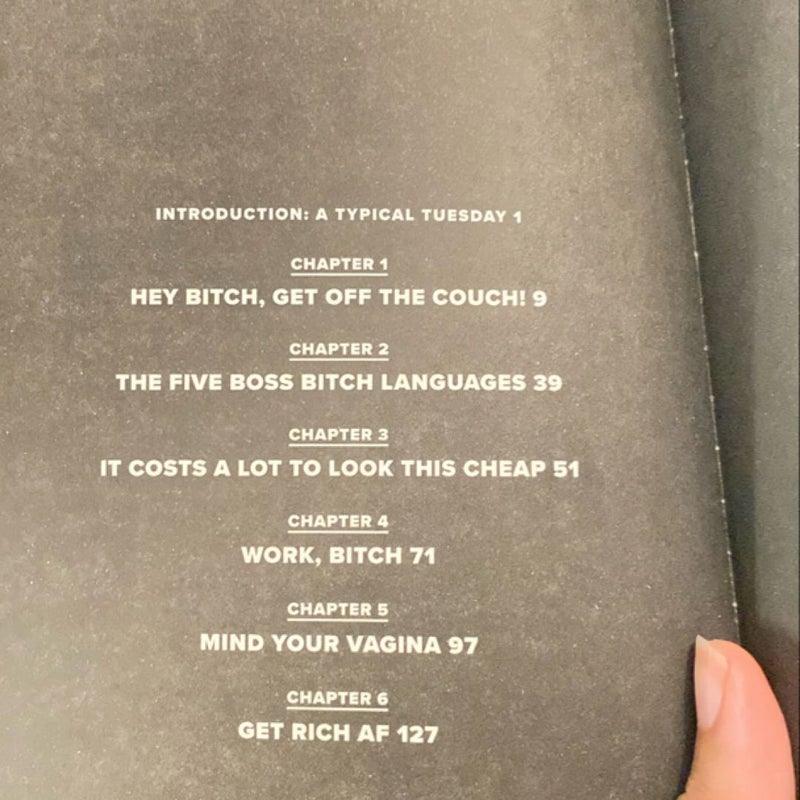 INTRODUCTION: A TYPICAL TUESDAY 1
CHAPTER 1
HEY BITCH, GET OFF THE COUCH! 9
CHAPTER 2
THE FIVE BOSS BITCH LANGUAGES 39
CHAPTER 3
IT COSTS A LOT TO LOOK THIS CHEAP 51
CHAPTER 4
WORK, BITCH 71
CHAPTER 5
MIND YOUR VAGINA 97
CHAPTER 6
GET RICH AF 127